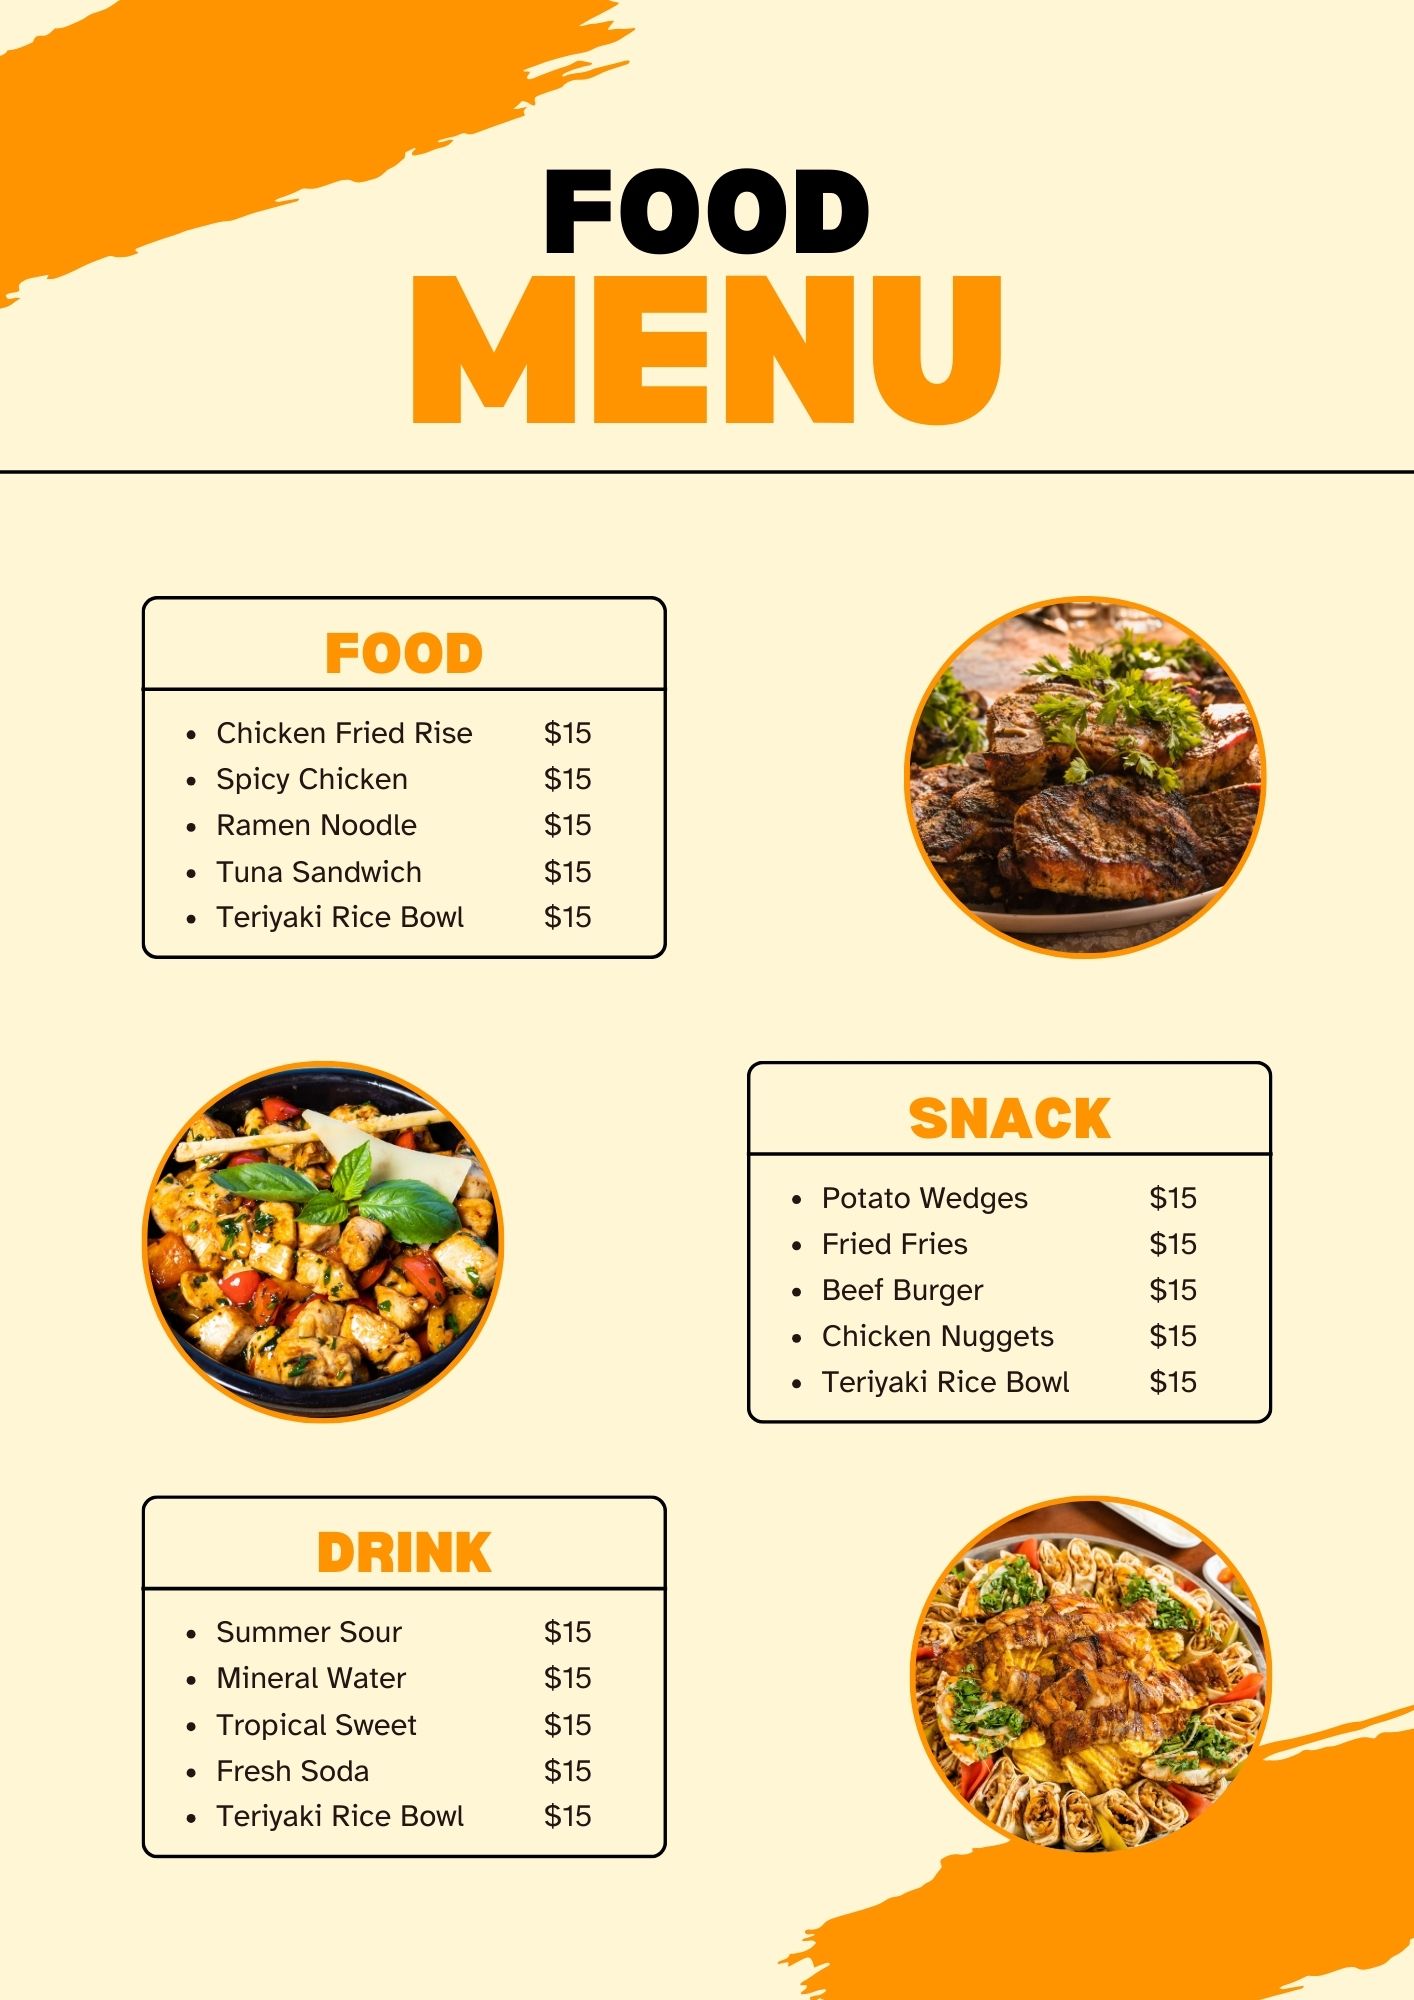 FOOD
MENU
FOOD
• Chicken Fried Rise $15
• Spicy Chicken $15
• Ramen Noodle $15
• Tuna Sandwich $15
• Teriyaki Rice Bowl $15
SNACK
• Potato Wedges $15
• Fried Fries $15
• Beef Burger $15
• Chicken Nuggets $15
• Teriyaki Rice Bowl $15
DRINK
• Summer Sour $15
• Mineral Water $15
• Tropical Sweet $15
• Fresh Soda $15
• Teriyaki Rice Bowl $15